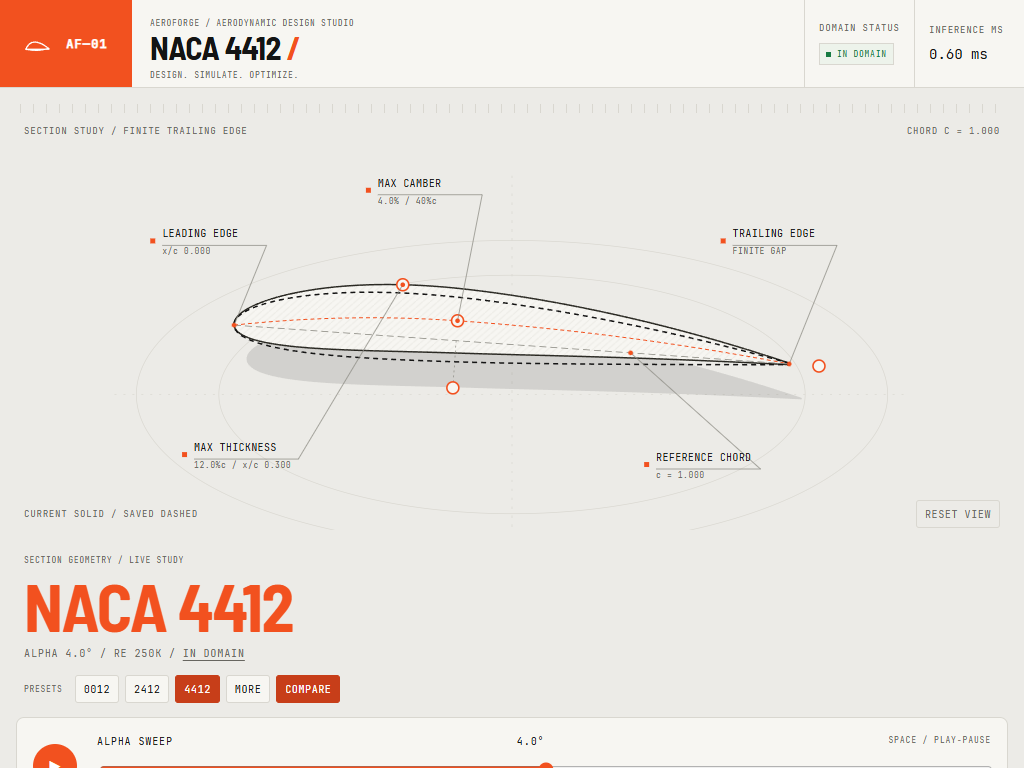 AF—01
AEROFORGE / AERODYNAMIC DESIGN STUDIO
NACA 4412 /
DESIGN. SIMULATE. OPTIMIZE.
DOMAIN STATUS
IN DOMAIN
INFERENCE MS
0.60 ms
SECTION STUDY / FINITE TRAILING EDGE
CHORD C = 1.000
MAX CAMBER
4.0% / 40%c
LEADING EDGE
x/c 0.000
TRAILING EDGE
FINITE GAP
MAX THICKNESS
12.0%c / x/c 0.300
REFERENCE CHORD
c = 1.000
CURRENT SOLID / SAVED DASHED
RESET VIEW
SECTION GEOMETRY / LIVE STUDY
NACA 4412
ALPHA 4.0° / RE 250K / IN DOMAIN
PRESETS
0012
2412
4412
MORE
COMPARE
ALPHA SWEEP
4.0°
SPACE / PLAY-PAUSE